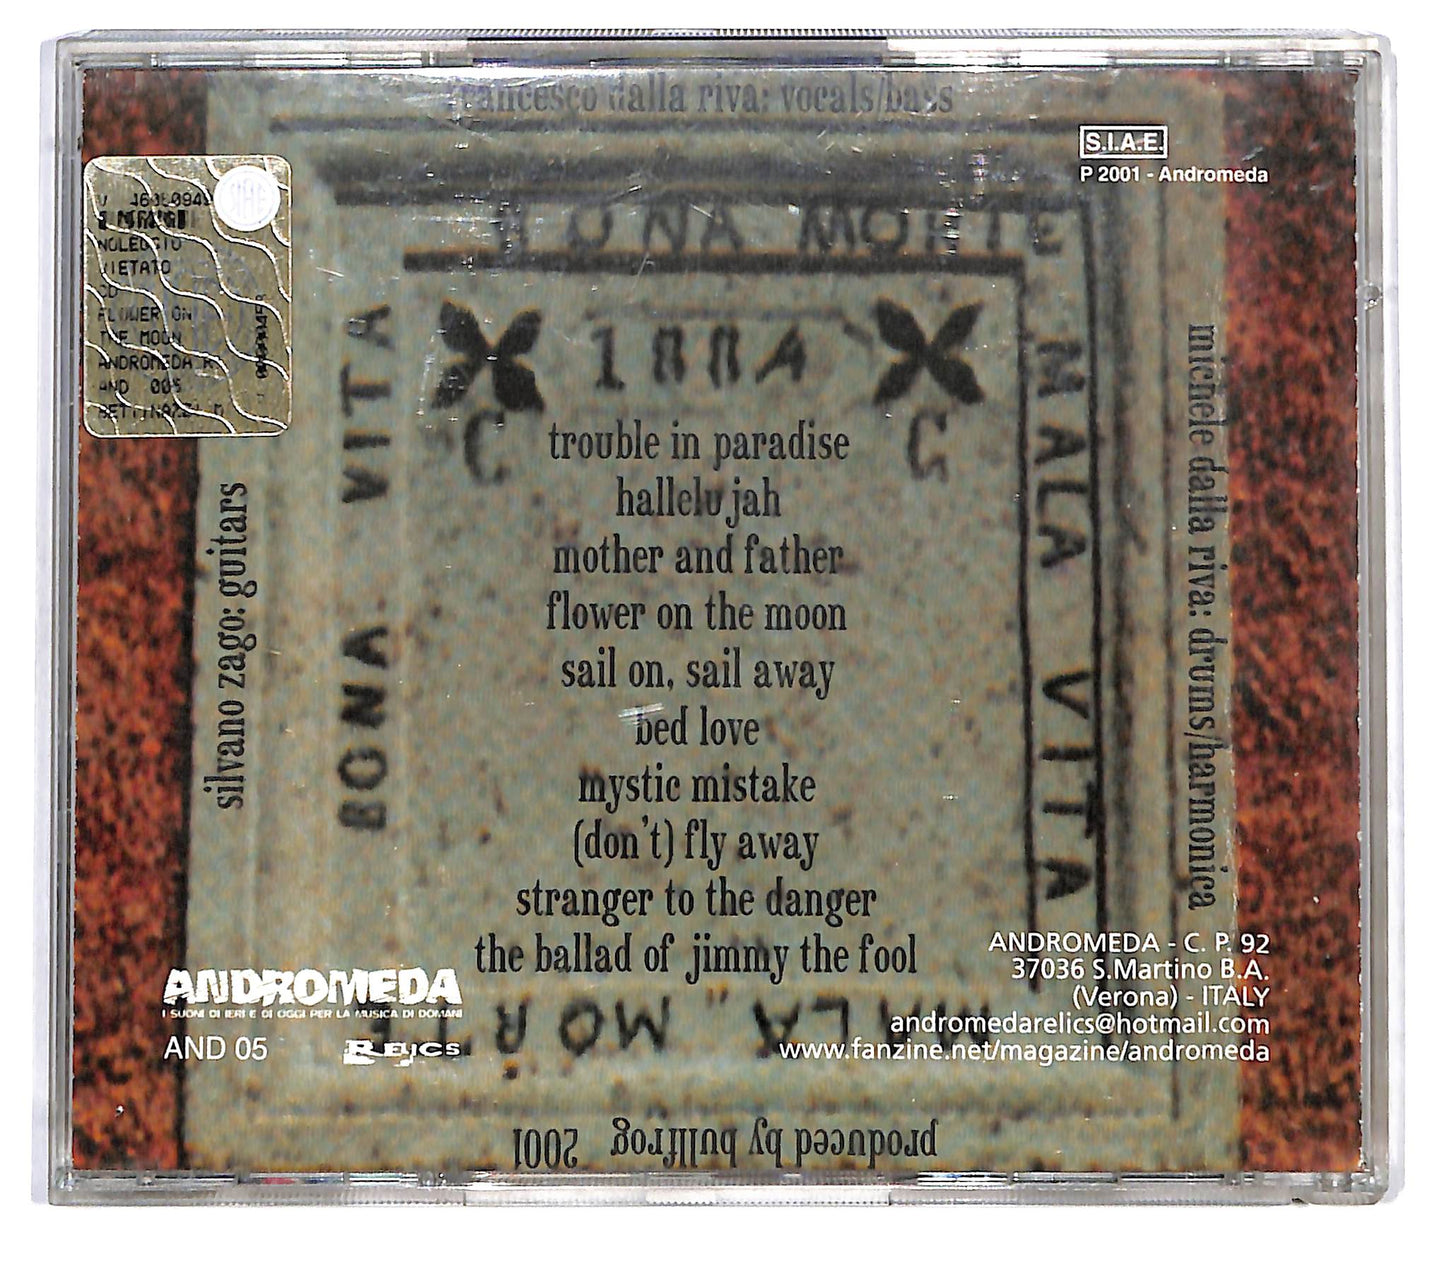 francesco dalla riva: vocals/bass
S.I.A.E.
P 2001 - Andromeda
VIETATO
CD
FLOWER ON
THE MOON
ANDROMEDA
AND 005
BONA MORTE
MALA VITA
BONA VITA
MALA MORTE
1884
C G
trouble in paradise
hallelujah
mother and father
flower on the moon
sail on, sail away
bed love
mystic mistake
(don't) fly away
stranger to the danger
the ballad of jimmy the fool
silvano zago: guitars
michele dalla riva: drums/harmonica
ANDROMEDA
I SUONI DI IERI E DI OGGI PER LA MUSICA DI DOMANI
AND 05
RELICS
ANDROMEDA - C. P. 92
37036 S.Martino B.A.
(Verona) - ITALY
andromedarelics@hotmail.com
www.fanzine.net/magazine/andromeda
produced by bullfrog 2001